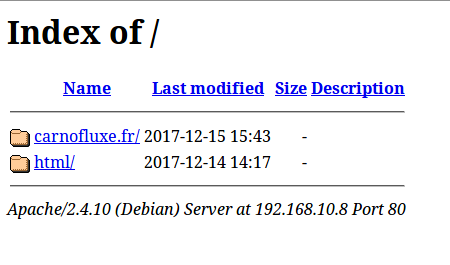 Index of /
Name Last modified Size Description
carnofluxe.fr/ 2017-12-15 15:43 -
html/ 2017-12-14 14:17 -
Apache/2.4.10 (Debian) Server at 192.168.10.8 Port 80